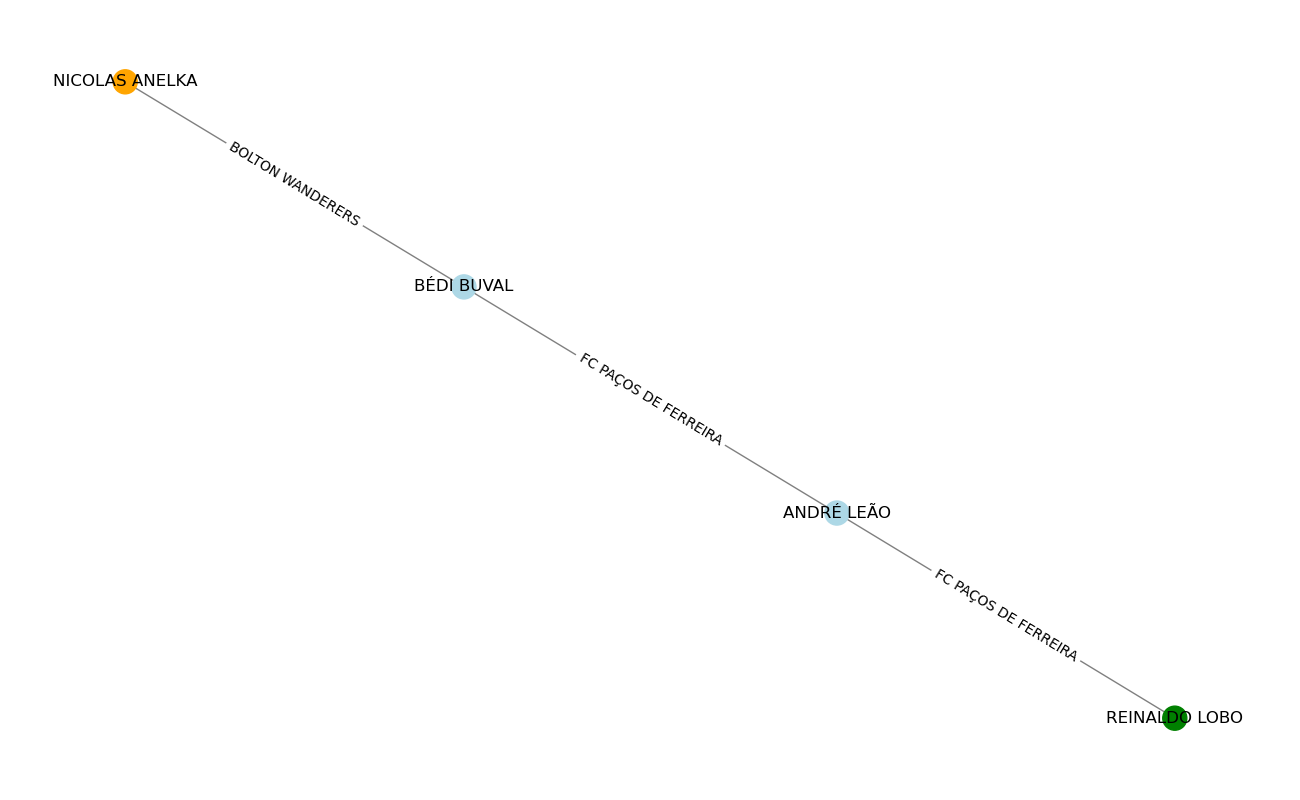 NICOLAS ANELKA
BOLTON WANDERERS
BÉDI BUVAL
FC PAÇOS DE FERREIRA
ANDRÉ LEÃO
FC PAÇOS DE FERREIRA
REINALDO LOBO